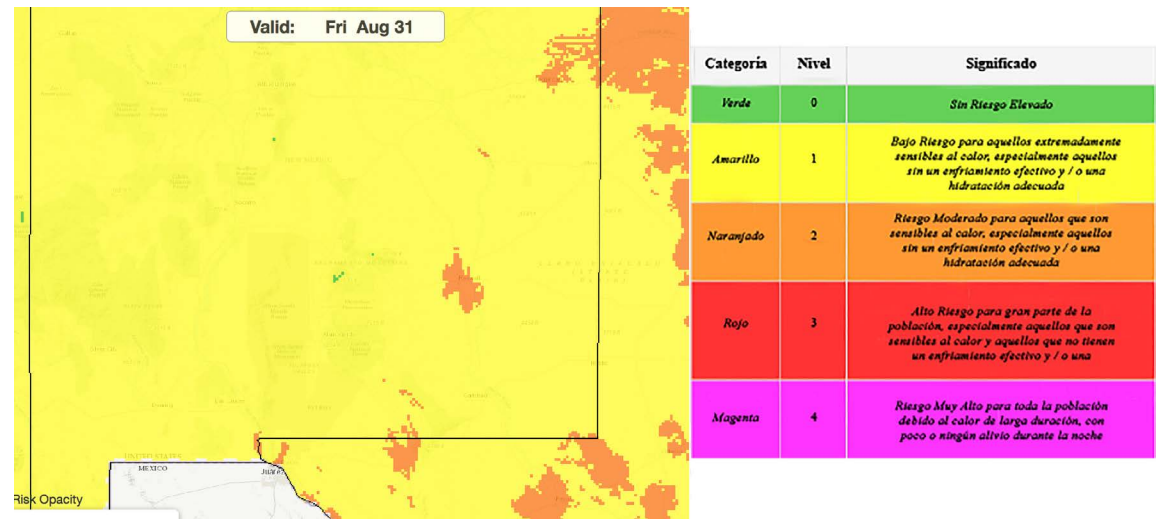 Valid: Fri Aug 31
UNITED STATES
MEXICO
Juárez
Risk Opacity
Categoría Nivel Significado
Verde 0 Sin Riesgo Elevado
Amarillo 1 Bajo Riesgo para aquellos extremadamente
sensibles al calor, especialmente aquellos
sin un enfriamiento efectivo y / o una
hidratación adecuada
Naranjado 2 Riesgo Moderado para aquellos que son
sensibles al calor, especialmente aquellos
sin un enfriamiento efectivo y / o una
hidratación adecuada
Rojo 3 Alto Riesgo para gran parte de la
población, especialmente aquellos que son
sensibles al calor y aquellos que no tienen
un enfriamiento efectivo y / o una
Magenta 4 Riesgo Muy Alto para toda la población
debido al calor de larga duración, con
poco o ningún alivio durante la noche